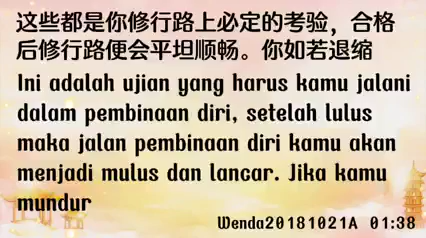 这些都是你修行路上必定的考验，合格
后修行路便会平坦顺畅。你如若退缩
Ini adalah ujian yang harus kamu jalani
dalam pembinaan diri, setelah lulus
maka jalan pembinaan diri kamu akan
menjadi mulus dan lancar. Jika kamu
mundur
Wenda20181021A 01:38